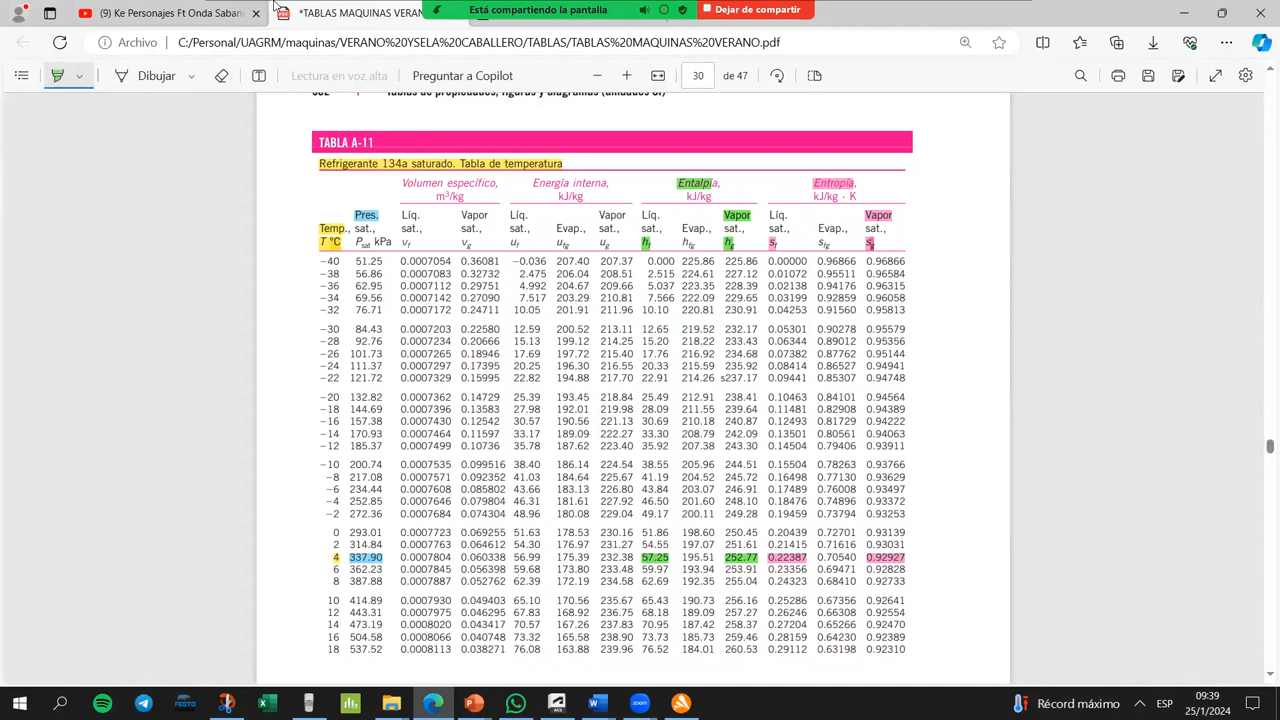 Está compartiendo la pantalla
Dejar de compartir
(5) Ke Personajes Ft Onda Saban
*TABLAS MAQUINAS VERAN
Archivo
C:/Personal/UAGRM/maquinas/VERANO%20YSELA%20CABALLERO/TABLAS/TABLAS%20MAQUINAS%20VERANO.pdf
Dibujar
Lectura en voz alta
Preguntar a Copilot
30
de 47
Tablas de propiedades, figuras y diagramas (unidades SI)
TABLA A-11
Refrigerante 134a saturado. Tabla de temperatura
Volumen específico, Energía interna, Entalpia, Entropía,
m³/kg kJ/kg kJ/kg kJ/kg · K
Pres. Líq. Vapor Líq. Vapor Líq. Vapor Líq. Vapor
Temp., sat., sat., sat., sat., Evap., sat., sat., Evap., sat., sat., Evap., sat.,
T °C Psat kPa vf vg uf ufg ug hf hfg hg sf sfg sg
−40 51.25 0.0007054 0.36081 −0.036 207.40 207.37 0.000 225.86 225.86 0.00000 0.96866 0.96866
−38 56.86 0.0007083 0.32732 2.475 206.04 208.51 2.515 224.61 227.12 0.01072 0.95511 0.96584
−36 62.95 0.0007112 0.29751 4.992 204.67 209.66 5.037 223.35 228.39 0.02138 0.94176 0.96315
−34 69.56 0.0007142 0.27090 7.517 203.29 210.81 7.566 222.09 229.65 0.03199 0.92859 0.96058
−32 76.71 0.0007172 0.24711 10.05 201.91 211.96 10.10 220.81 230.91 0.04253 0.91560 0.95813
−30 84.43 0.0007203 0.22580 12.59 200.52 213.11 12.65 219.52 232.17 0.05301 0.90278 0.95579
−28 92.76 0.0007234 0.20666 15.13 199.12 214.25 15.20 218.22 233.43 0.06344 0.89012 0.95356
−26 101.73 0.0007265 0.18946 17.69 197.72 215.40 17.76 216.92 234.68 0.07382 0.87762 0.95144
−24 111.37 0.0007297 0.17395 20.25 196.30 216.55 20.33 215.59 235.92 0.08414 0.86527 0.94941
−22 121.72 0.0007329 0.15995 22.82 194.88 217.70 22.91 214.26 s237.17 0.09441 0.85307 0.94748
−20 132.82 0.0007362 0.14729 25.39 193.45 218.84 25.49 212.91 238.41 0.10463 0.84101 0.94564
−18 144.69 0.0007396 0.13583 27.98 192.01 219.98 28.09 211.55 239.64 0.11481 0.82908 0.94389
−16 157.38 0.0007430 0.12542 30.57 190.56 221.13 30.69 210.18 240.87 0.12493 0.81729 0.94222
−14 170.93 0.0007464 0.11597 33.17 189.09 222.27 33.30 208.79 242.09 0.13501 0.80561 0.94063
−12 185.37 0.0007499 0.10736 35.78 187.62 223.40 35.92 207.38 243.30 0.14504 0.79406 0.93911
−10 200.74 0.0007535 0.099516 38.40 186.14 224.54 38.55 205.96 244.51 0.15504 0.78263 0.93766
−8 217.08 0.0007571 0.092352 41.03 184.64 225.67 41.19 204.52 245.72 0.16498 0.77130 0.93629
−6 234.44 0.0007608 0.085802 43.66 183.13 226.80 43.84 203.07 246.91 0.17489 0.76008 0.93497
−4 252.85 0.0007646 0.079804 46.31 181.61 227.92 46.50 201.60 248.10 0.18476 0.74896 0.93372
−2 272.36 0.0007684 0.074304 48.96 180.08 229.04 49.17 200.11 249.28 0.19459 0.73794 0.93253
0 293.01 0.0007723 0.069255 51.63 178.53 230.16 51.86 198.60 250.45 0.20439 0.72701 0.93139
2 314.84 0.0007763 0.064612 54.30 176.97 231.27 54.55 197.07 251.61 0.21415 0.71616 0.93031
4 337.90 0.0007804 0.060338 56.99 175.39 232.38 57.25 195.51 252.77 0.22387 0.70540 0.92927
6 362.23 0.0007845 0.056398 59.68 173.80 233.48 59.97 193.94 253.91 0.23356 0.69471 0.92828
8 387.88 0.0007887 0.052762 62.39 172.19 234.58 62.69 192.35 255.04 0.24323 0.68410 0.92733
10 414.89 0.0007930 0.049403 65.10 170.56 235.67 65.43 190.73 256.16 0.25286 0.67356 0.92641
12 443.31 0.0007975 0.046295 67.83 168.92 236.75 68.18 189.09 257.27 0.26246 0.66308 0.92554
14 473.19 0.0008020 0.043417 70.57 167.26 237.83 70.95 187.42 258.37 0.27204 0.65266 0.92470
16 504.58 0.0008066 0.040748 73.32 165.58 238.90 73.73 185.73 259.46 0.28159 0.64230 0.92389
18 537.52 0.0008113 0.038271 76.08 163.88 239.96 76.52 184.01 260.53 0.29112 0.63198 0.92310
Récord máximo
ESP
09:39
25/1/2024